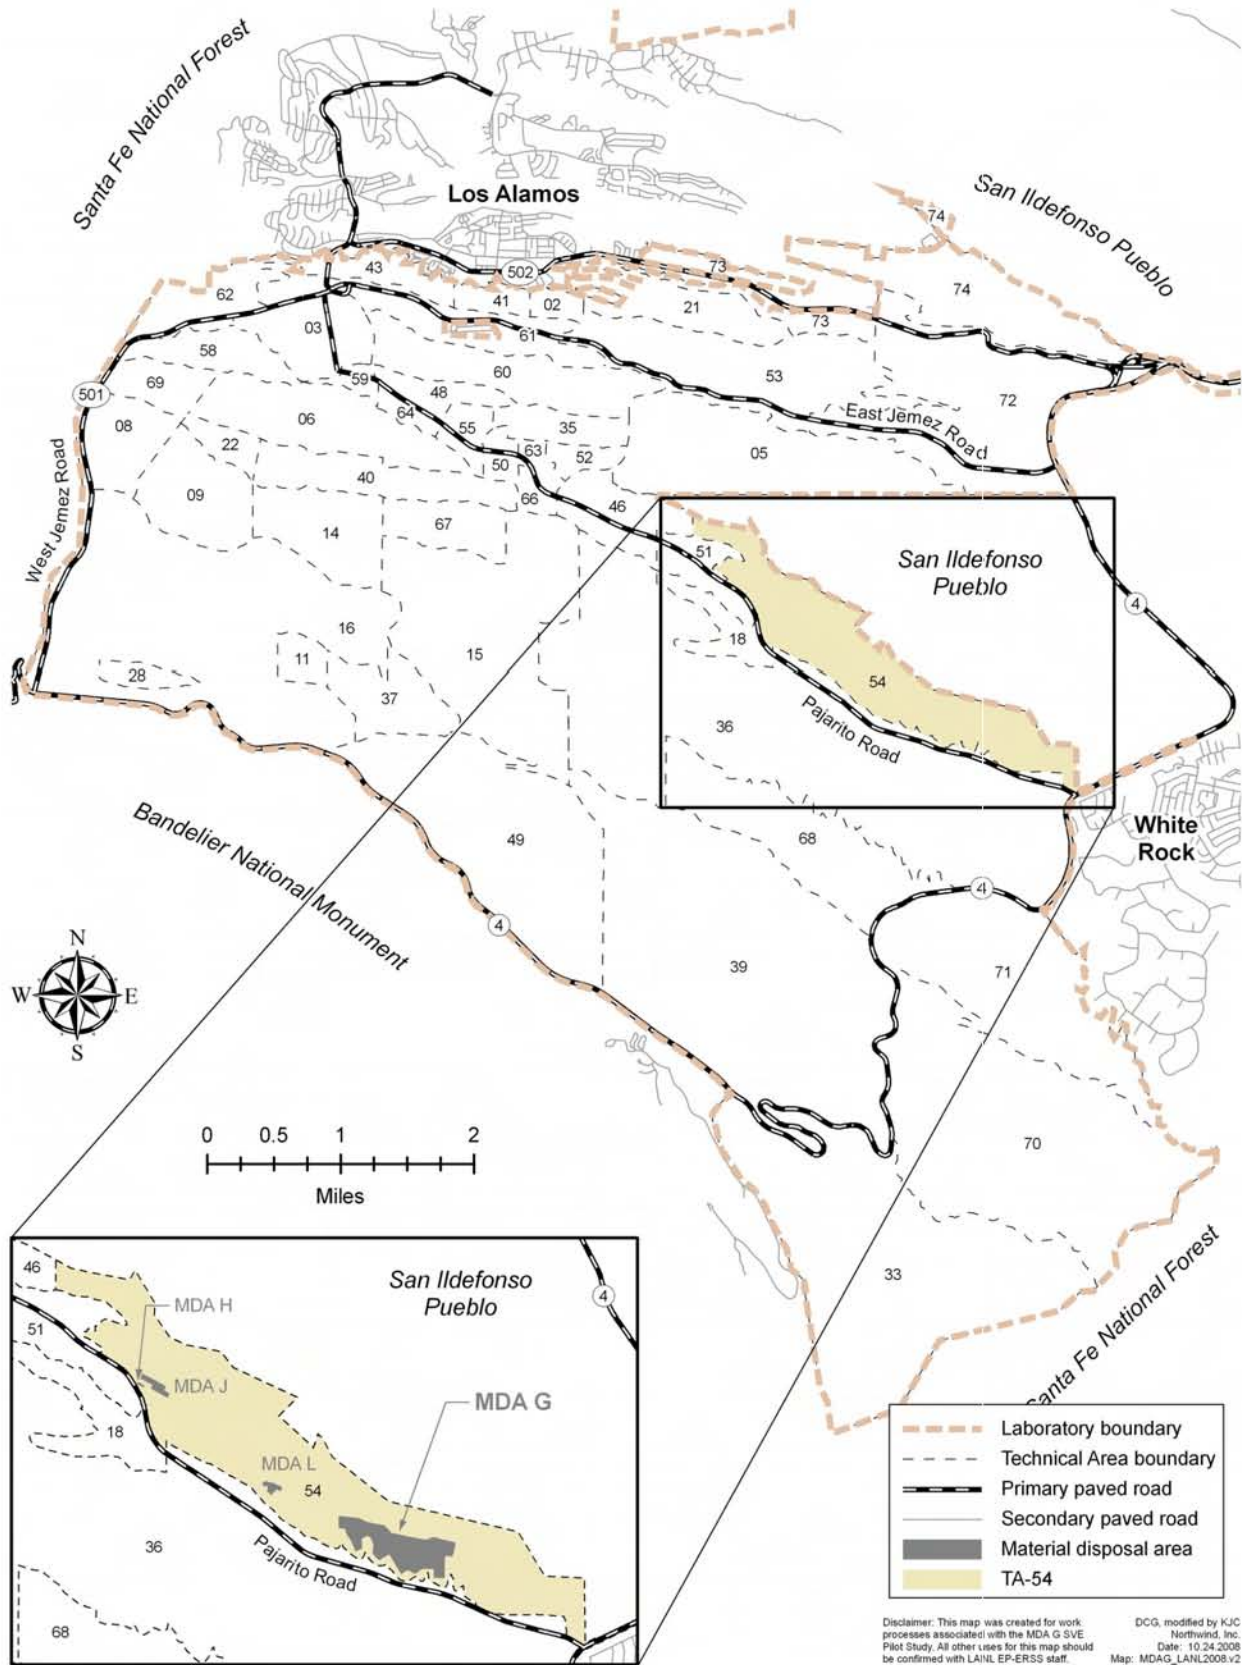 Santa Fe National Forest
Los Alamos
San Ildefonso Pueblo
74
43
502
73
74
62
41
02
21
03
73
61
58
60
53
59
69
48
72
501
64
East Jemez Road
08
06
55
35
22
63
05
50
52
40
09
66
46
West Jemez Road
14
67
51
San Ildefonso
Pueblo
4
16
18
11
15
28
54
37
36
Pajarito Road
White
Rock
Bandelier National Monument
49
68
4
4
39
71
N
W
E
S
0 0.5 1 2
Miles
70
33
Santa Fe National Forest
46
San Ildefonso
Pueblo
4
MDA H
51
MDA J
MDA G
18
MDA L
54
36
Pajarito Road
68
Laboratory boundary
Technical Area boundary
Primary paved road
Secondary paved road
Material disposal area
TA-54
Disclaimer: This map was created for work
processes associated with the MDA G SVE
Pilot Study. All other uses for this map should
be confirmed with LANL EP-ERSS staff.
DCG, modified by KJC
Northwind, Inc.
Date: 10.24.2008
Map: MDAG_LANL2008.v2